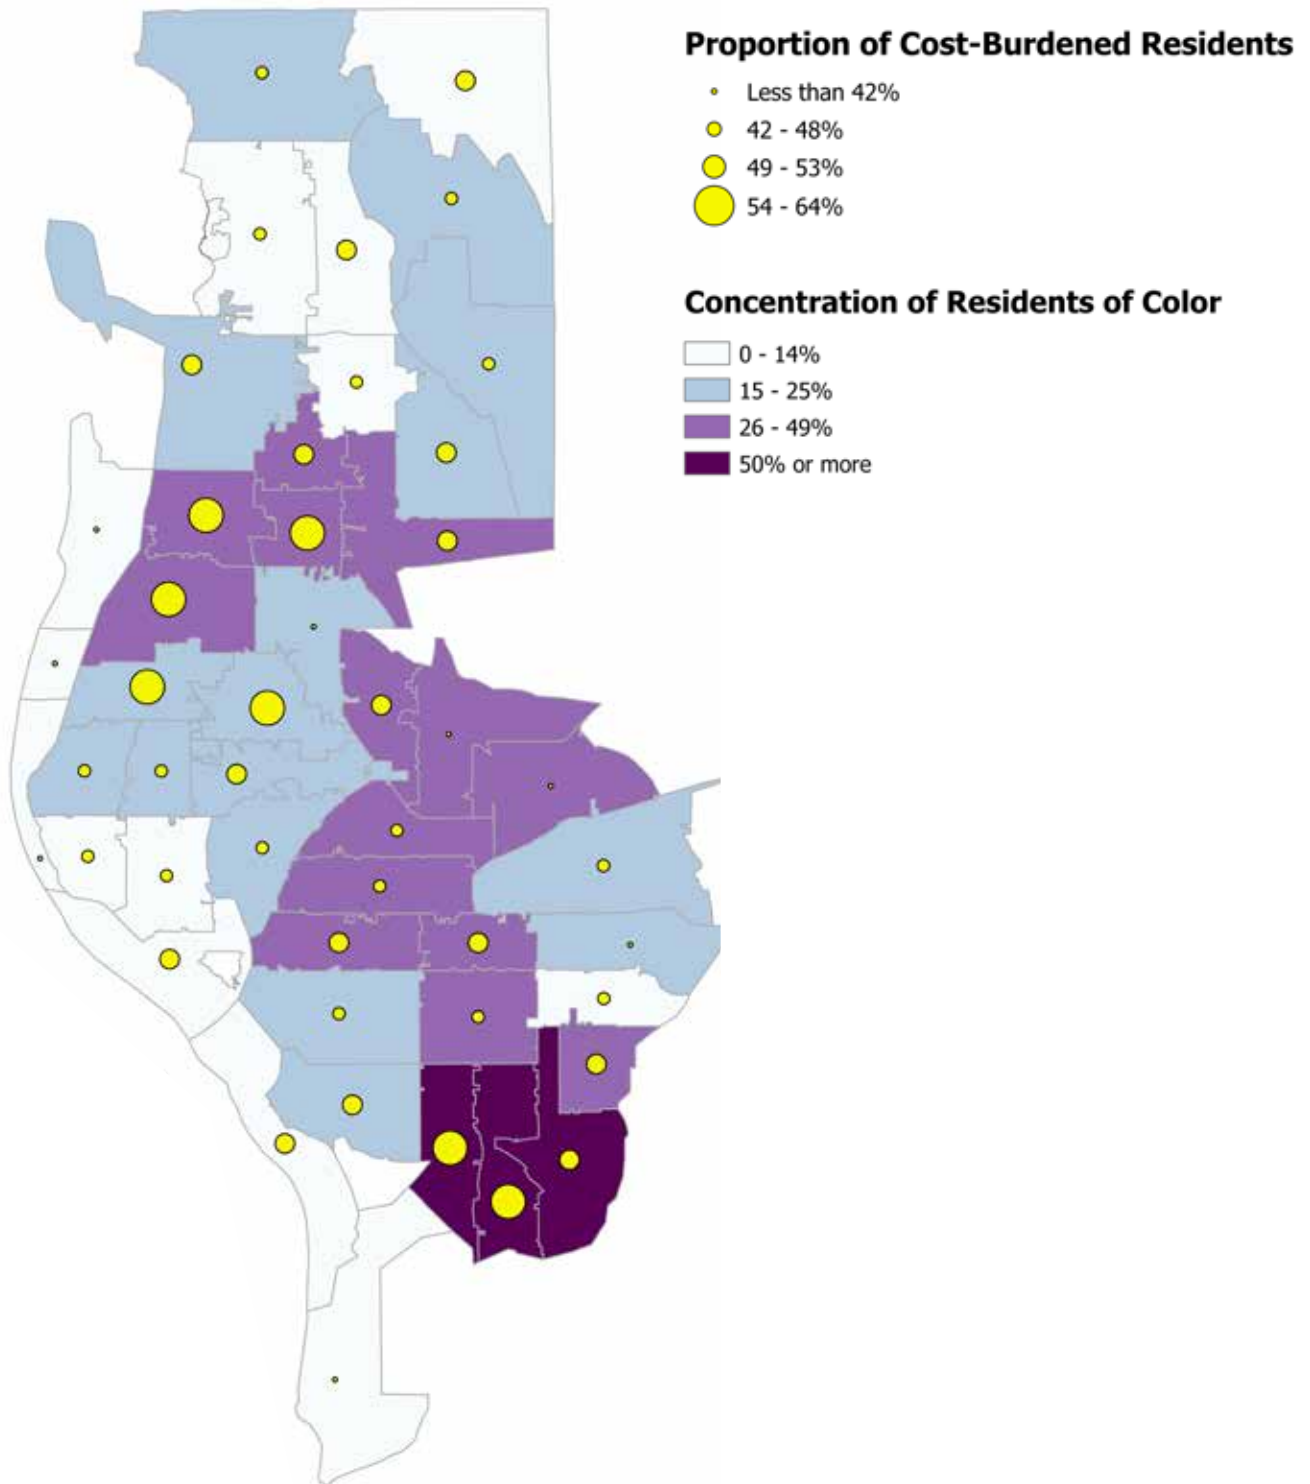 Proportion of Cost-Burdened Residents
Less than 42%
42 - 48%
49 - 53%
54 - 64%
Concentration of Residents of Color
0 - 14%
15 - 25%
26 - 49%
50% or more